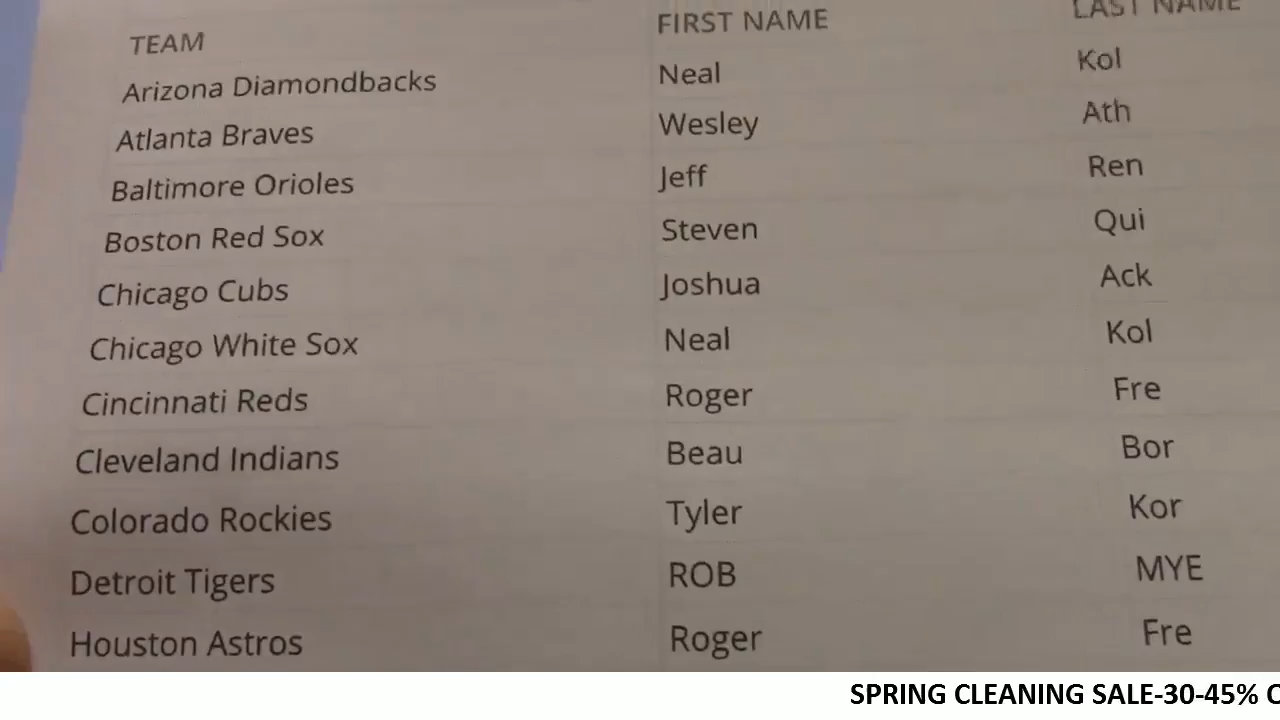 TEAM FIRST NAME LAST NAME
Arizona Diamondbacks Neal Kol
Atlanta Braves Wesley Ath
Baltimore Orioles Jeff Ren
Boston Red Sox Steven Qui
Chicago Cubs Joshua Ack
Chicago White Sox Neal Kol
Cincinnati Reds Roger Fre
Cleveland Indians Beau Bor
Colorado Rockies Tyler Kor
Detroit Tigers ROB MYE
Houston Astros Roger Fre
SPRING CLEANING SALE-30-45%